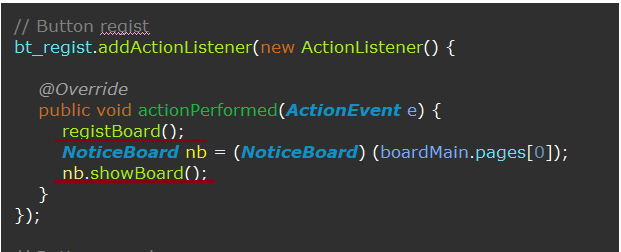 // Button regist
bt_regist.addActionListener(new ActionListener() {
@Override
public void actionPerformed(ActionEvent e) {
registBoard();
NoticeBoard nb = (NoticeBoard) (boardMain.pages[0]);
nb.showBoard();
}
});